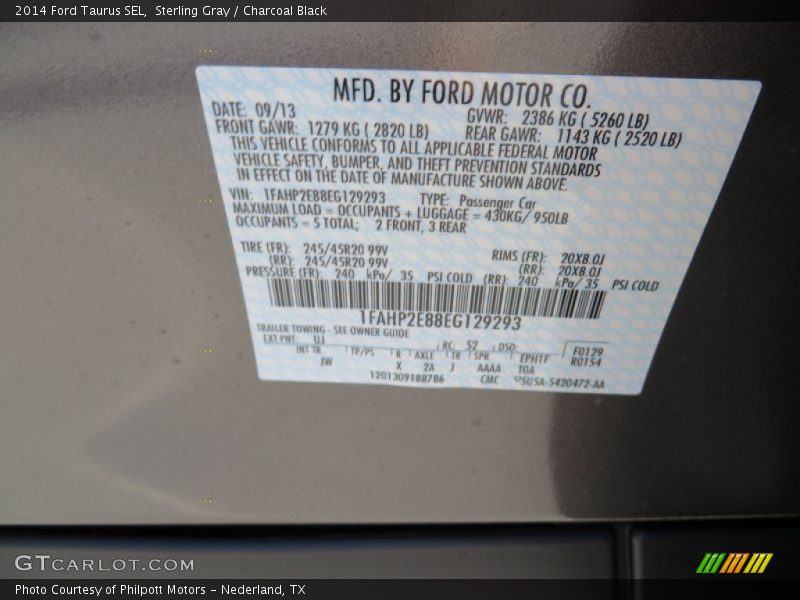 2014 Ford Taurus SEL, Sterling Gray / Charcoal Black
MFD. BY FORD MOTOR CO.
DATE: 09/13 GVWR: 2386 KG ( 5260 LB)
FRONT GAWR: 1279 KG ( 2820 LB) REAR GAWR: 1143 KG ( 2520 LB)
THIS VEHICLE CONFORMS TO ALL APPLICABLE FEDERAL MOTOR
VEHICLE SAFETY, BUMPER, AND THEFT PREVENTION STANDARDS
IN EFFECT ON THE DATE OF MANUFACTURE SHOWN ABOVE.
VIN: 1FAHP2E88EG129293 TYPE: Passenger Car
MAXIMUM LOAD = OCCUPANTS + LUGGAGE = 430KG/ 950LB
OCCUPANTS = 5 TOTAL; 2 FRONT, 3 REAR
TIRE (FR): 245/45R20 99V RIMS (FR): 20X8.0J
(RR): 245/45R20 99V (RR): 20X8.0J
PRESSURE (FR): 240 kPa/ 35 PSI COLD (RR): 240 kPa/ 35 PSI COLD
1FAHP2E88EG129293
TRAILER TOWING - SEE OWNER GUIDE
EXT PNT: UJ RC: 52 DSO: F0129
INT TR TP/PS R AXLE TR SPR EPHTF R0154
JW X 2A J AAAA TOA
1201309188786 CMC 5USA-5420472-AA
GTCARLOT.COM
Photo Courtesy of Philpott Motors - Nederland, TX